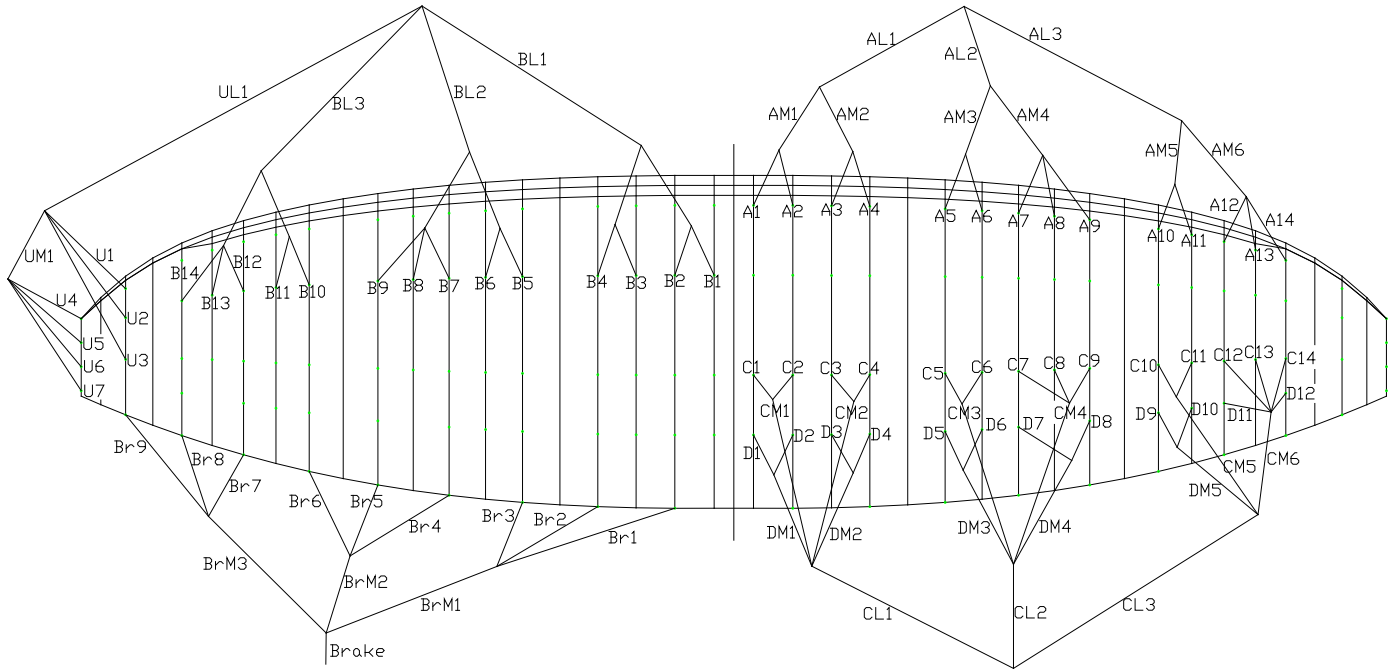 AL1
AL2
AL3
BL1
BL2
BL3
UL1
AM1
AM2
AM3
AM4
AM5
AM6
A12
A14
A1
A2
A3
A4
A5
A6
A7
A8
A9
A10
A11
A13
UM1
U1
B14
B12
B13
B11
B10
B9
B8
B7
B6
B5
B4
B3
B2
B1
U4
U2
U5
U3
U6
U7
C1
C2
C3
C4
C5
C6
C7
C8
C9
C10
C11
C12
C13
C14
CM1
CM2
CM3
CM4
D12
D9
D10
D11
D1
D2
D3
D4
D5
D6
D7
D8
Br9
Br8
Br7
Br6
Br5
Br4
Br3
Br2
Br1
DM1
DM2
DM3
DM4
CM5
CM6
DM5
BrM3
BrM2
BrM1
CL1
CL2
CL3
Brake